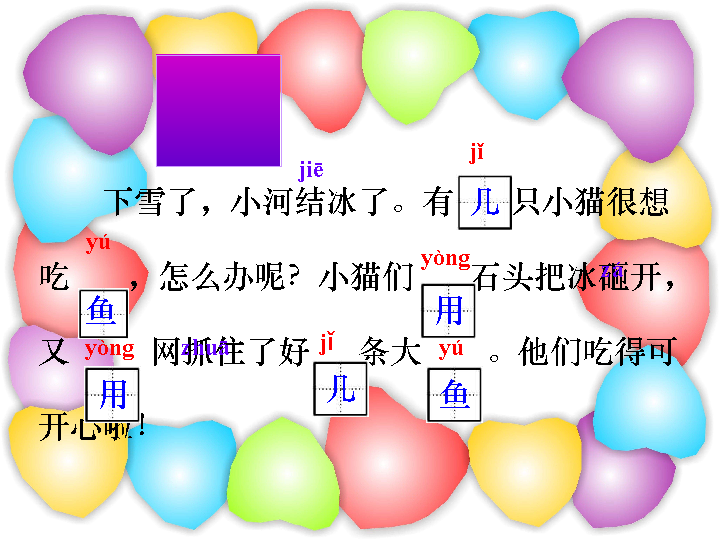 jiē jǐ
下雪了，小河结冰了。有 几 只小猫很想
yú yòng zá
吃 鱼 ，怎么办呢？小猫们 用 石头把冰砸开，
yòng zhuā jǐ yú
又 用 网抓住了好 几 条大 鱼 。他们吃得可
开心啦！